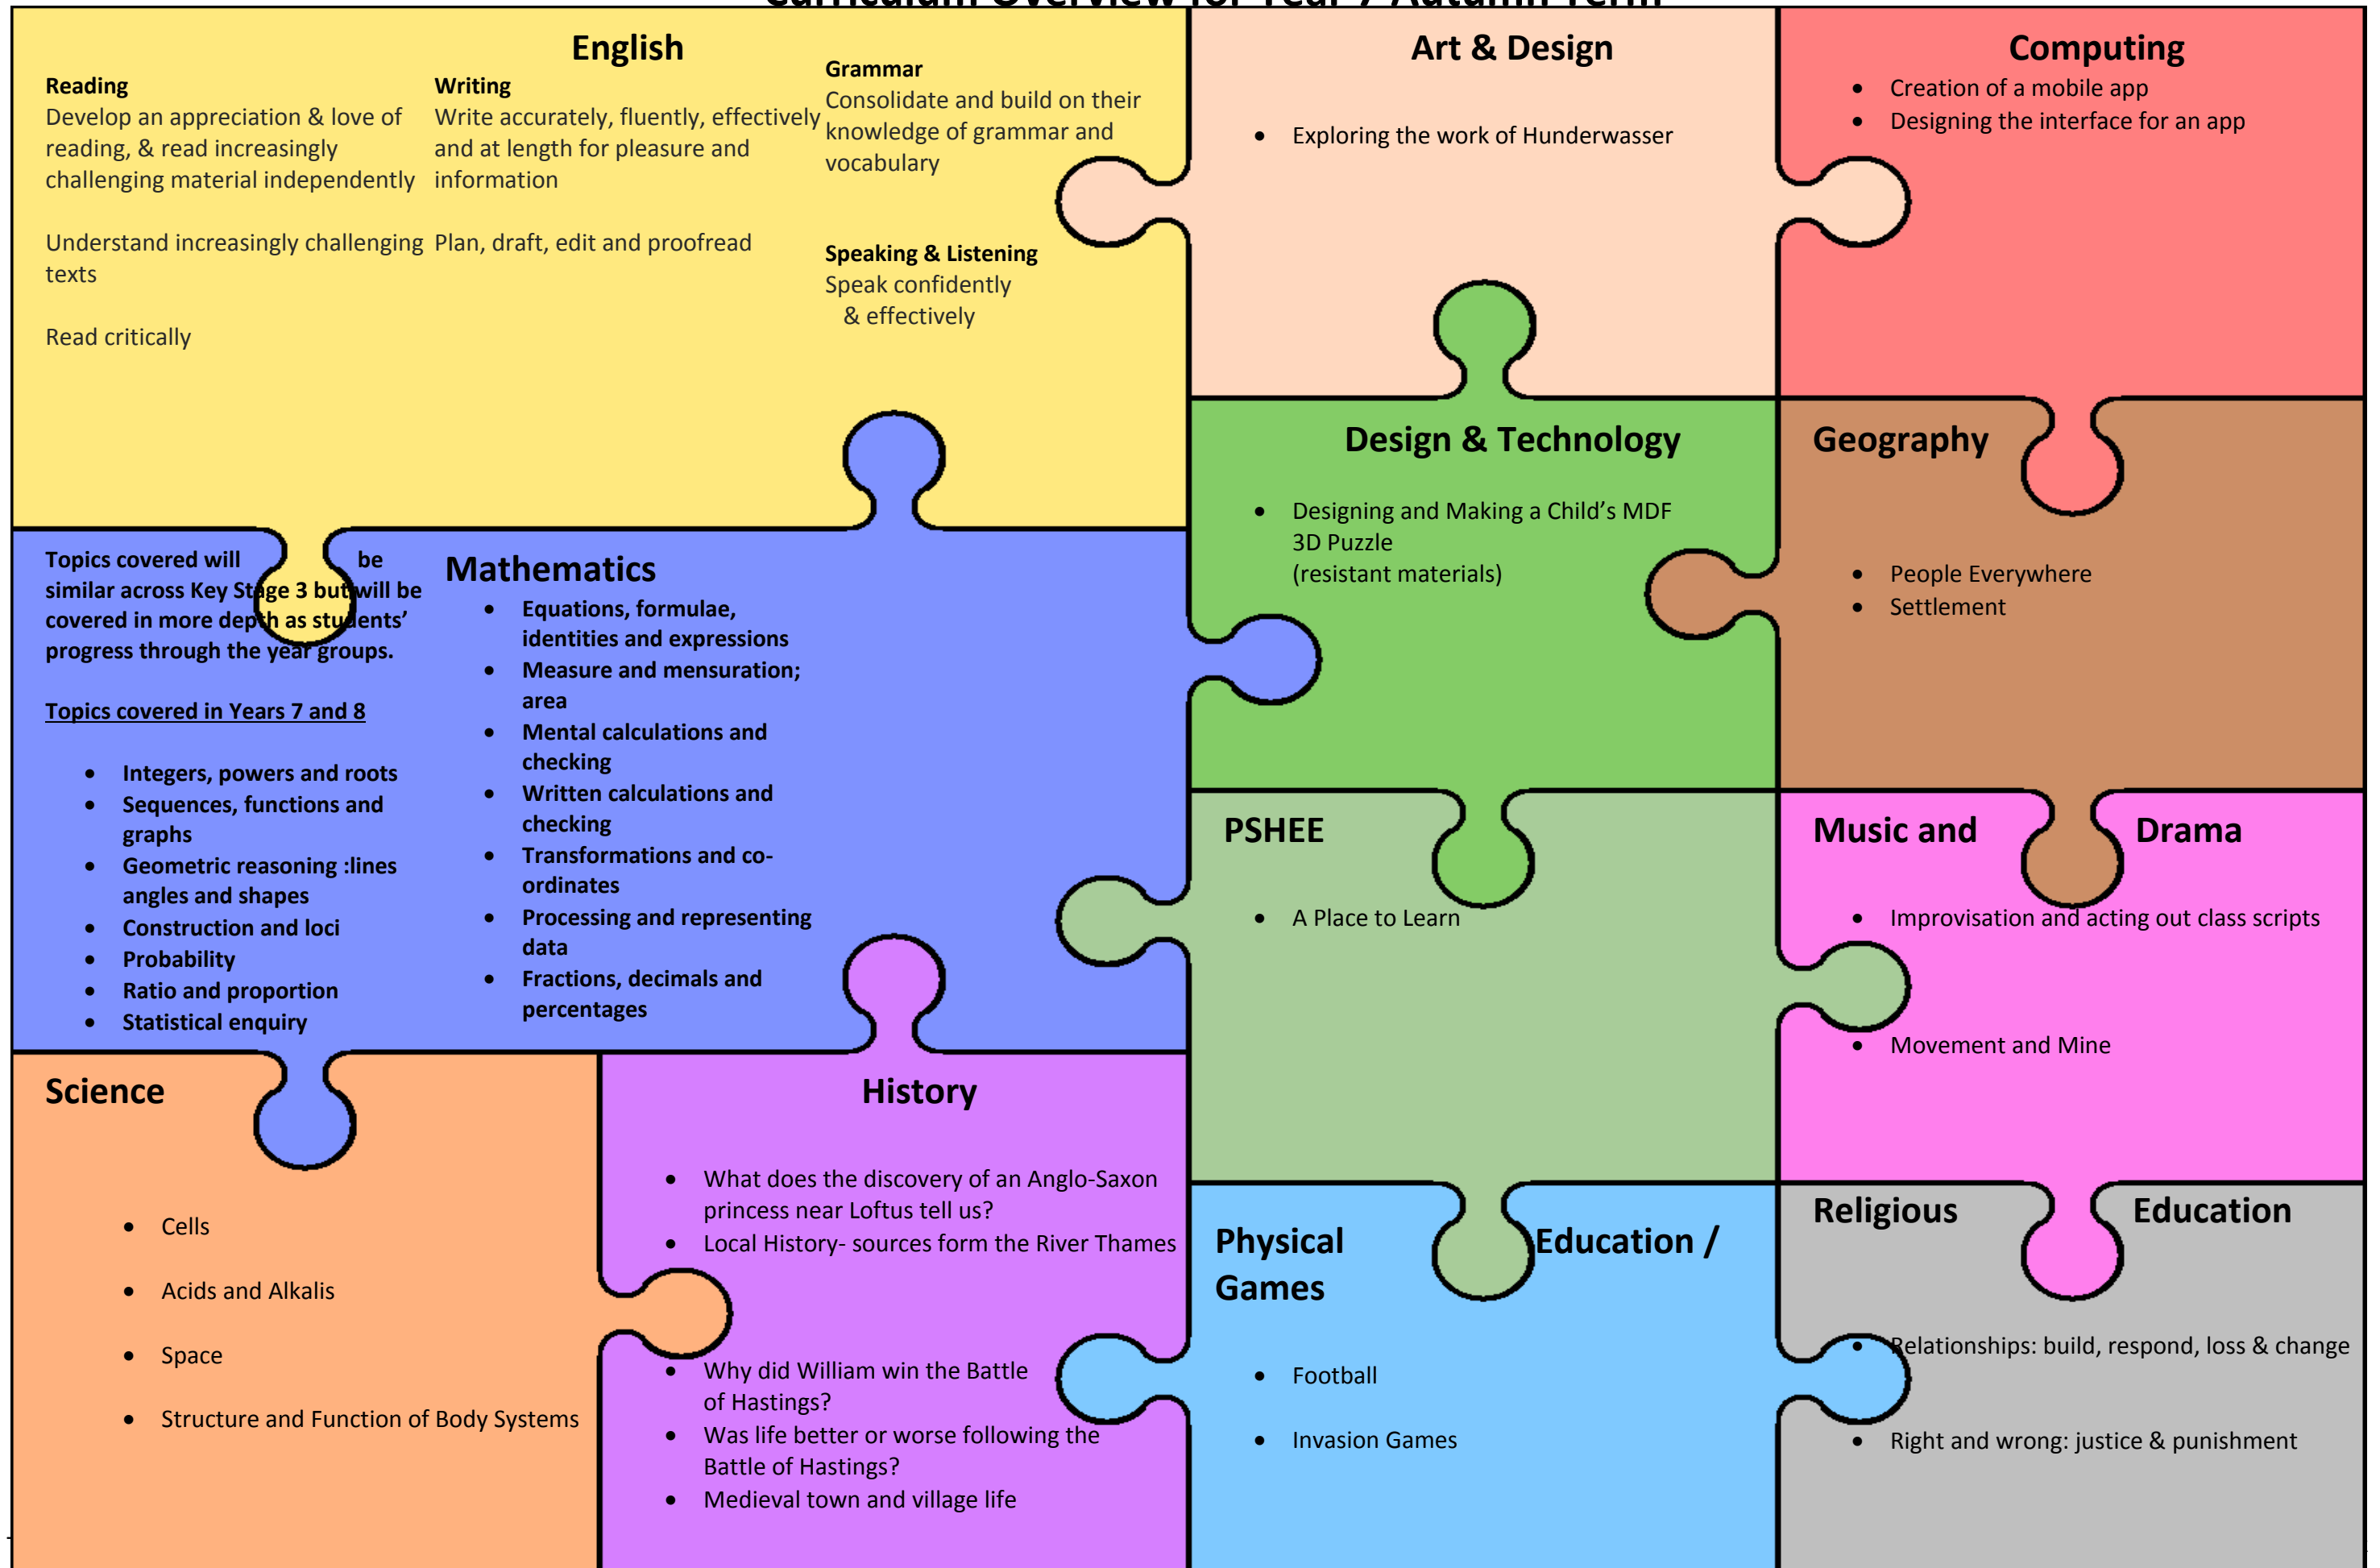 Curriculum Overview for Year 7 Autumn Term
English
Reading
Develop an appreciation & love of
reading, & read increasingly
challenging material independently
Understand increasingly challenging
texts
Read critically
Writing
Write accurately, fluently, effectively
and at length for pleasure and
information
Plan, draft, edit and proofread
Grammar
Consolidate and build on their
knowledge of grammar and
vocabulary
Speaking & Listening
Speak confidently
& effectively
Art & Design
• Exploring the work of Hunderwasser
Computing
• Creation of a mobile app
• Designing the interface for an app
Topics covered will be
similar across Key Stage 3 but will be
covered in more depth as students’
progress through the year groups.
Topics covered in Years 7 and 8
• Integers, powers and roots
• Sequences, functions and
graphs
• Geometric reasoning :lines
angles and shapes
• Construction and loci
• Probability
• Ratio and proportion
• Statistical enquiry
Mathematics
• Equations, formulae,
identities and expressions
• Measure and mensuration;
area
• Mental calculations and
checking
• Written calculations and
checking
• Transformations and co-
ordinates
• Processing and representing
data
• Fractions, decimals and
percentages
Design & Technology
• Designing and Making a Child’s MDF
3D Puzzle
(resistant materials)
Geography
• People Everywhere
• Settlement
PSHEE
• A Place to Learn
Music and Drama
• Improvisation and acting out class scripts
• Movement and Mine
Science
• Cells
• Acids and Alkalis
• Space
• Structure and Function of Body Systems
History
• What does the discovery of an Anglo-Saxon
princess near Loftus tell us?
• Local History- sources form the River Thames
• Why did William win the Battle
of Hastings?
• Was life better or worse following the
Battle of Hastings?
• Medieval town and village life
Physical Education /
Games
• Football
• Invasion Games
Religious Education
• Relationships: build, respond, loss & change
• Right and wrong: justice & punishment